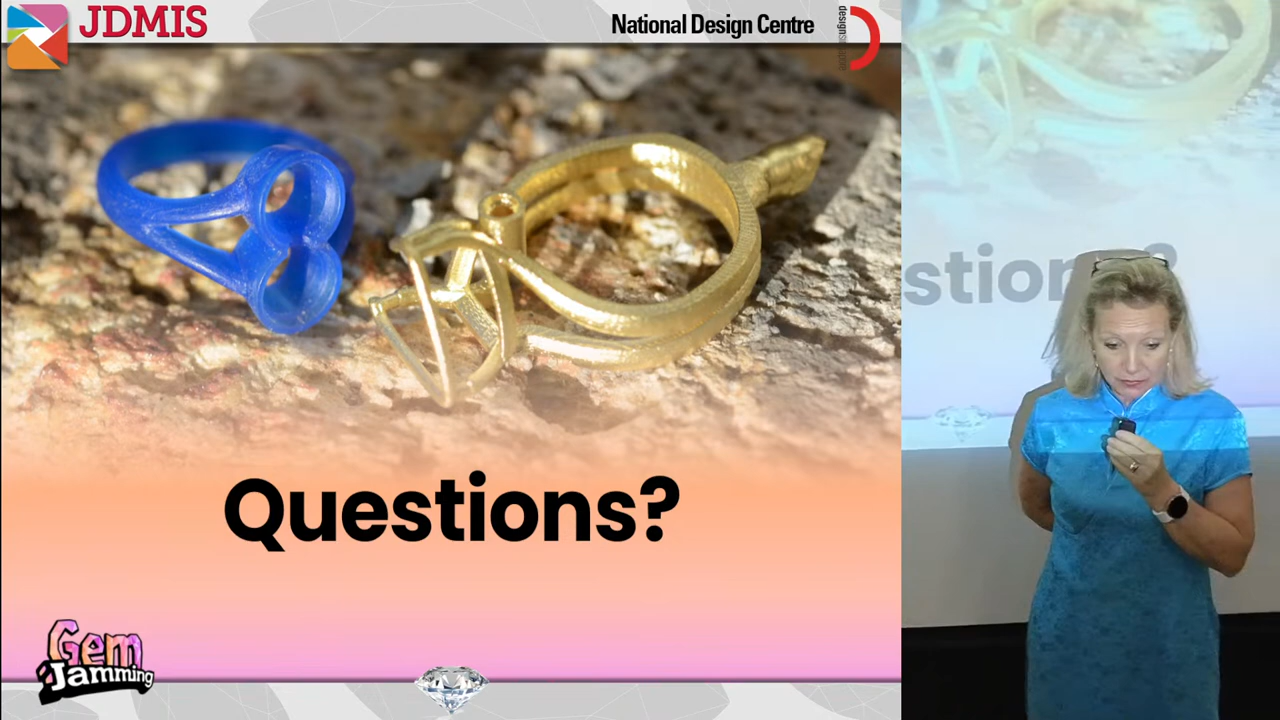 JDMIS
National Design Centre
Questions?
stion ?
Gem
Jamming